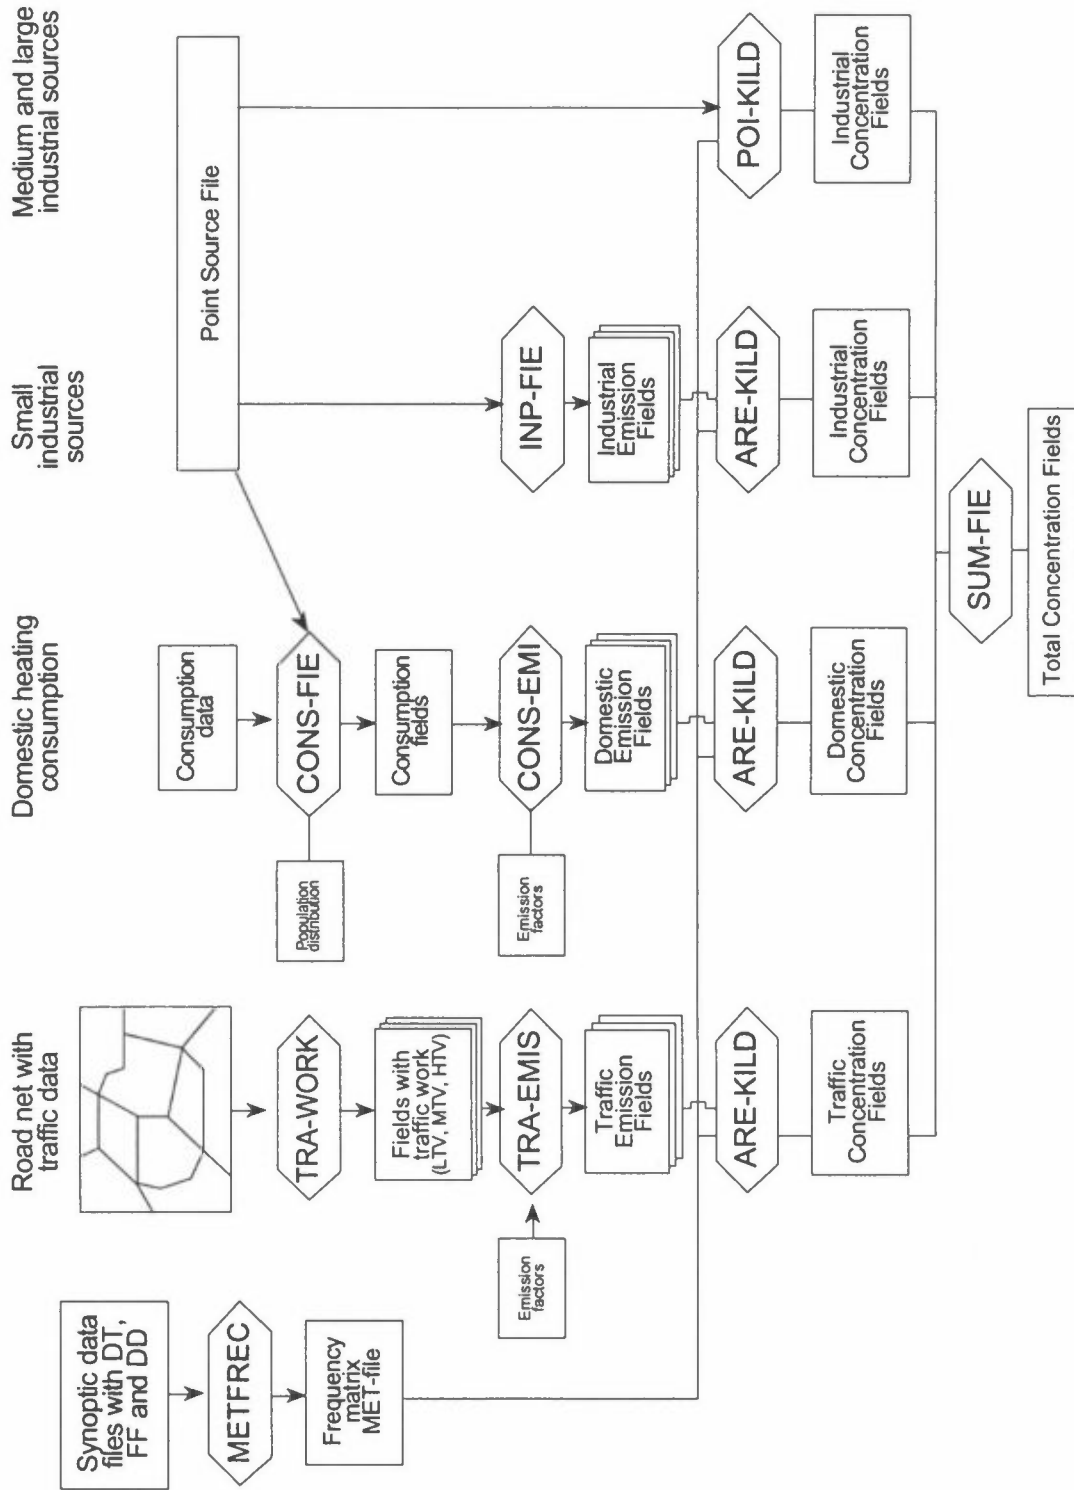 Road net with
traffic data
Domestic heating
consumption
Small
industrial
sources
Medium and large
industrial sources
Synoptic data
files with DT,
FF and DD
METFREC
Frequency
matrix
MET-file
TRA-WORK
Fields with
traffic work
(LTV, MTV, HTV)
Emission
factors
TRA-EMIS
Traffic
Emission
Fields
ARE-KILD
Traffic
Concentration
Fields
Consumption
data
Population
distribution
CONS-FIE
Consumption
fields
Emission
factors
CONS-EMI
Domestic
Emission
Fields
ARE-KILD
Domestic
Concentration
Fields
Point Source File
INP-FIE
Industrial
Emission
Fields
ARE-KILD
Industrial
Concentration
Fields
POI-KILD
Industrial
Concentration
Fields
SUM-FIE
Total Concentration Fields